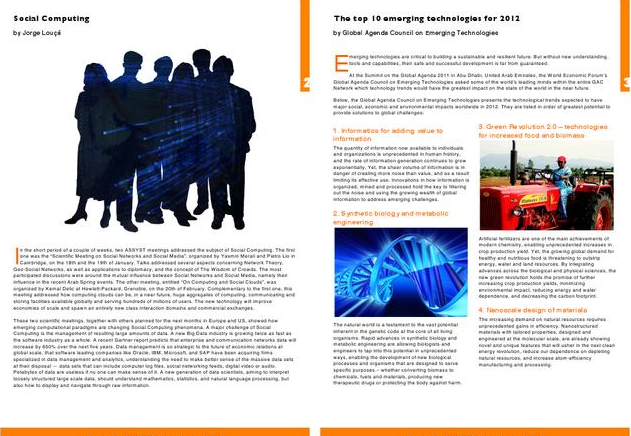 Social Computing
by Jorge Louçã
In the short period of a couple of weeks, two ASSYST meetings addressed the subject of Social Computing. The first
one was the "Scientific Meeting on Social Networks and Social Media", organized by Yasmin Merali and Pietro Lio in
Cambridge, on the 18th and the 19th of January. Talks addressed several aspects concerning Network Theory,
Geo-Social Networks, as well as applications to diplomacy, and the concept of The Wisdom of Crowds. The most
participated discussions were around the mutual influence between Social Networks and Social Media, namely their
influence in the recent Arab Spring events. The other meeting, entitled "On Computing and Social Clouds", was
organized by Kemal Delic at Hewlett-Packard, Grenoble, on the 20th of February. Complementary to the first one, this
meeting addressed how computing clouds can be, in a near future, huge aggregates of computing, communicating and
storing facilities available globally and serving hundreds of millions of users. The new technology will improve
economies of scale and spawn an entirely new class interaction domains and commercial exchanges.
These two scientific meetings, together with others planned for the next months in Europe and US, showed how
emerging computational paradigms are changing Social Computing phenomena. A major challenge of Social
Computing is the management of resulting large amounts of data. A new Big Data industry is growing twice as fast as
the software industry as a whole. A recent Gartner report predicts that enterprise and communication networks data will
increase by 650% over the next five years. Data management is so strategic to the future of economic relations at
global scale, that software leading companies like Oracle, IBM, Microsoft, and SAP have been acquiring firms
specialized in data management and analytics, understanding the need to make better sense of the massive data sets
at their disposal – data sets that can include computer log files, social networking feeds, digital video or audio.
Petabytes of data are useless if no one can make sense of it. A new generation of data scientists, aiming to interpret
loosely structured large scale data, should understand mathematics, statistics, and natural language processing, but
also how to display and navigate through raw information.
2
The top 10 emerging technologies for 2012
by Global Agenda Council on Emerging Technologies
Emerging technologies are critical to building a sustainable and resilient future. But without new understanding,
tools and capabilities, their safe and successful development is far from guaranteed.
At the Summit on the Global Agenda 2011 in Abu Dhabi, United Arab Emirates, the World Economic Forum's
Global Agenda Council on Emerging Technologies asked some of the world's leading minds within the entire GAC
Network which technology trends would have the greatest impact on the state of the world in the near future.
Below, the Global Agenda Council on Emerging Technologies presents the technological trends expected to have
major social, economic and environmental impacts worldwide in 2012. They are listed in order of greatest potential to
provide solutions to global challenges:
1. Informatics for adding value to
information
The quantity of information now available to individuals
and organizations is unprecedented in human history,
and the rate of information generation continues to grow
exponentially. Yet, the sheer volume of information is in
danger of creating more noise than value, and as a result
limiting its effective use. Innovations in how information is
organized, mined and processed hold the key to filtering
out the noise and using the growing wealth of global
information to address emerging challenges.
2. Synthetic biology and metabolic
engineering
The natural world is a testament to the vast potential
inherent in the genetic code at the core of all living
organisms. Rapid advances in synthetic biology and
metabolic engineering are allowing biologists and
engineers to tap into this potential in unprecedented
ways, enabling the development of new biological
processes and organisms that are designed to serve
specific purposes – whether converting biomass to
chemicals, fuels and materials, producing new
therapeutic drugs or protecting the body against harm.
3. Green Revolution 2.0 – technologies
for increased food and biomass
Artificial fertilizers are one of the main achievements of
modern chemistry, enabling unprecedented increases in
crop production yield. Yet, the growing global demand for
healthy and nutritious food is threatening to outstrip
energy, water and land resources. By integrating
advances across the biological and physical sciences, the
new green revolution holds the promise of further
increasing crop production yields, minimizing
environmental impact, reducing energy and water
dependence, and decreasing the carbon footprint.
4. Nanoscale design of materials
The increasing demand on natural resources requires
unprecedented gains in efficiency. Nanostructured
materials with tailored properties, designed and
engineered at the molecular scale, are already showing
novel and unique features that will usher in the next clean
energy revolution, reduce our dependence on depleting
natural resources, and increase atom-efficiency
manufacturing and processing.
3